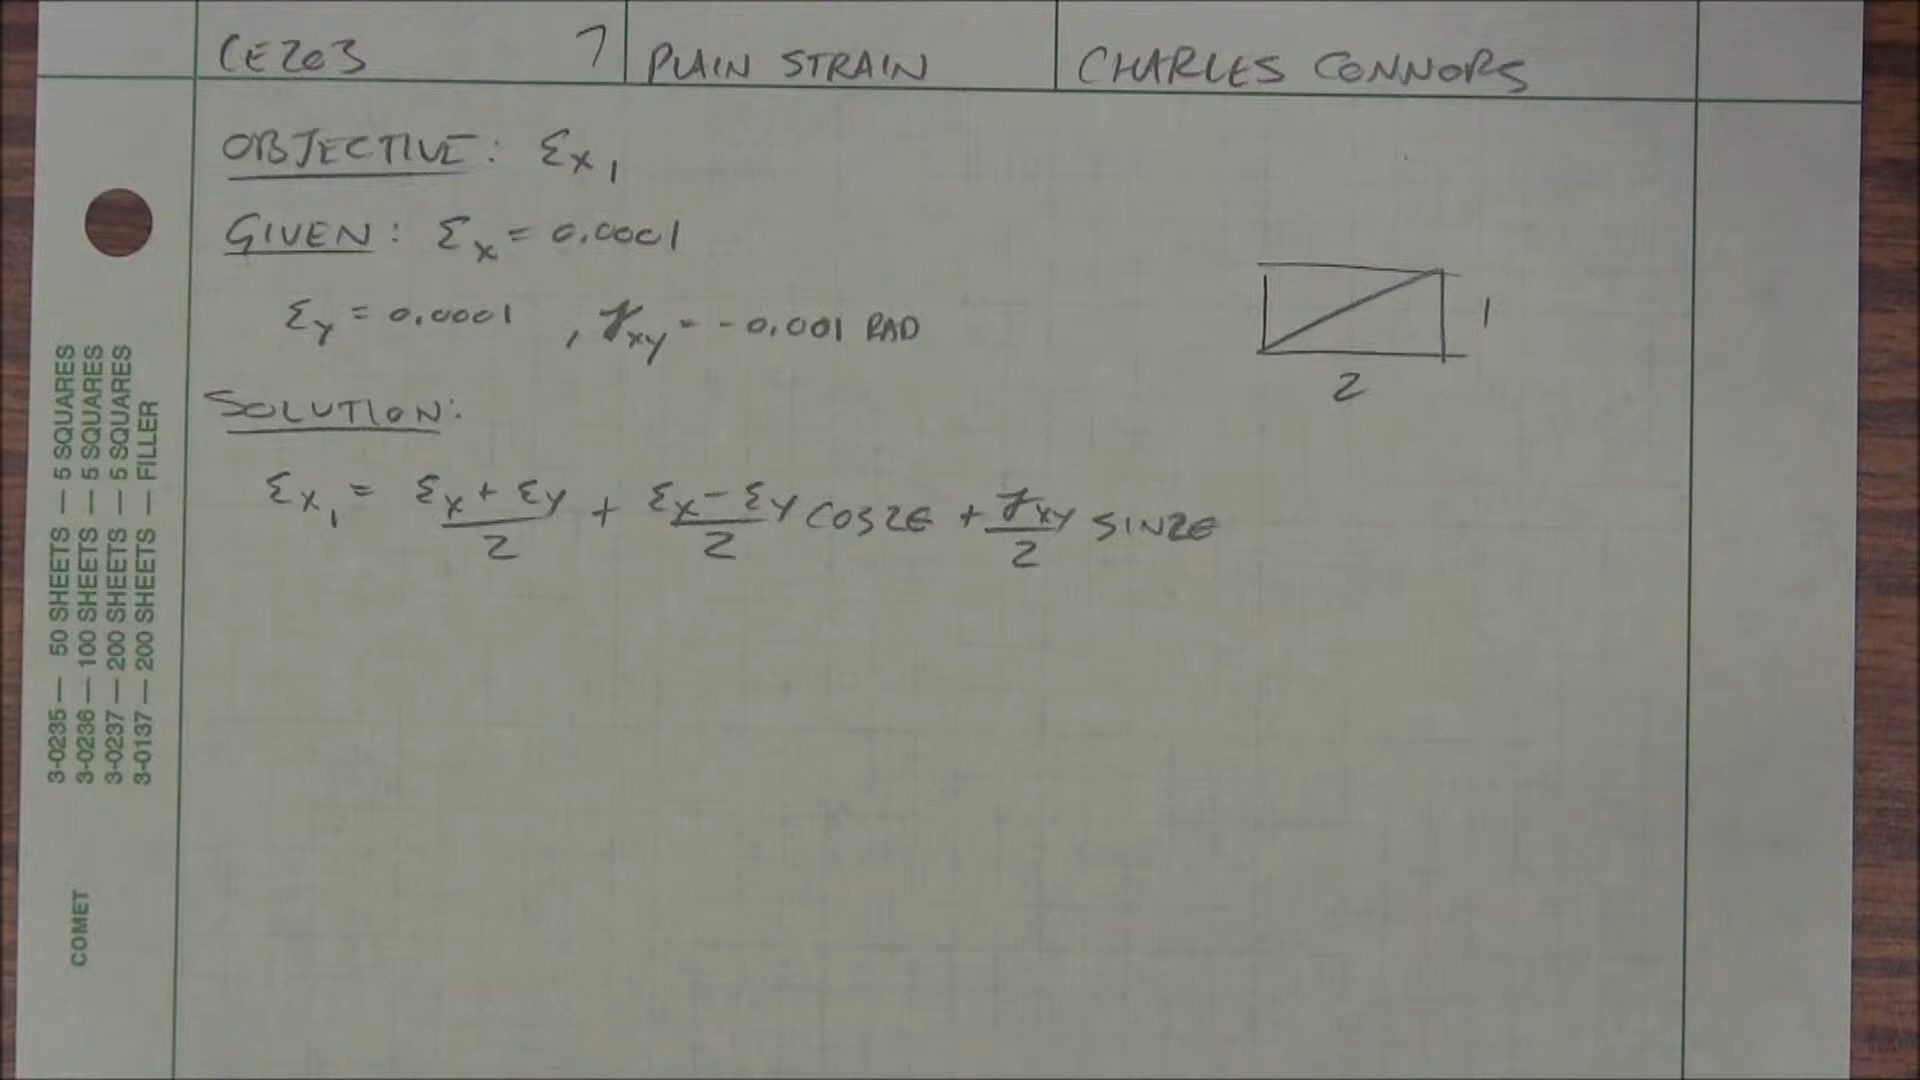 CE203 7 PLAIN STRAIN CHARLES CONNORS
OBJECTIVE: εx₁
GIVEN: εx = 0.0001
εy = 0.0001 , γxy = -0.001 RAD
1
2
SOLUTION:
εx₁ = εx + εy / 2 + εx - εy / 2 COS2θ + γxy / 2 SIN2θ
3-0235 — 50 SHEETS — 5 SQUARES
3-0236 — 100 SHEETS — 5 SQUARES
3-0237 — 200 SHEETS — 5 SQUARES
3-0137 — 200 SHEETS — FILLER
COMET